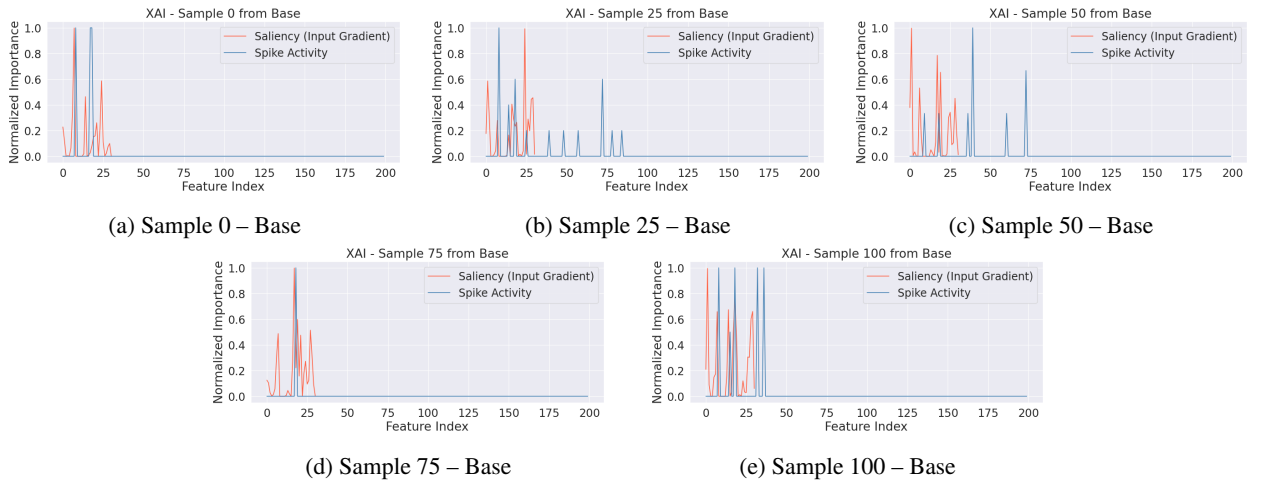 XAI - Sample 0 from Base
Normalized Importance
1.0
0.8
0.6
0.4
0.2
0.0
Saliency (Input Gradient)
Spike Activity
0 25 50 75 100 125 150 175 200
Feature Index
(a) Sample 0 – Base
XAI - Sample 25 from Base
Normalized Importance
1.0
0.8
0.6
0.4
0.2
0.0
Saliency (Input Gradient)
Spike Activity
0 25 50 75 100 125 150 175 200
Feature Index
(b) Sample 25 – Base
XAI - Sample 50 from Base
Normalized Importance
1.0
0.8
0.6
0.4
0.2
0.0
Saliency (Input Gradient)
Spike Activity
0 25 50 75 100 125 150 175 200
Feature Index
(c) Sample 50 – Base
XAI - Sample 75 from Base
Normalized Importance
1.0
0.8
0.6
0.4
0.2
0.0
Saliency (Input Gradient)
Spike Activity
0 25 50 75 100 125 150 175 200
Feature Index
(d) Sample 75 – Base
XAI - Sample 100 from Base
Normalized Importance
1.0
0.8
0.6
0.4
0.2
0.0
Saliency (Input Gradient)
Spike Activity
0 25 50 75 100 125 150 175 200
Feature Index
(e) Sample 100 – Base